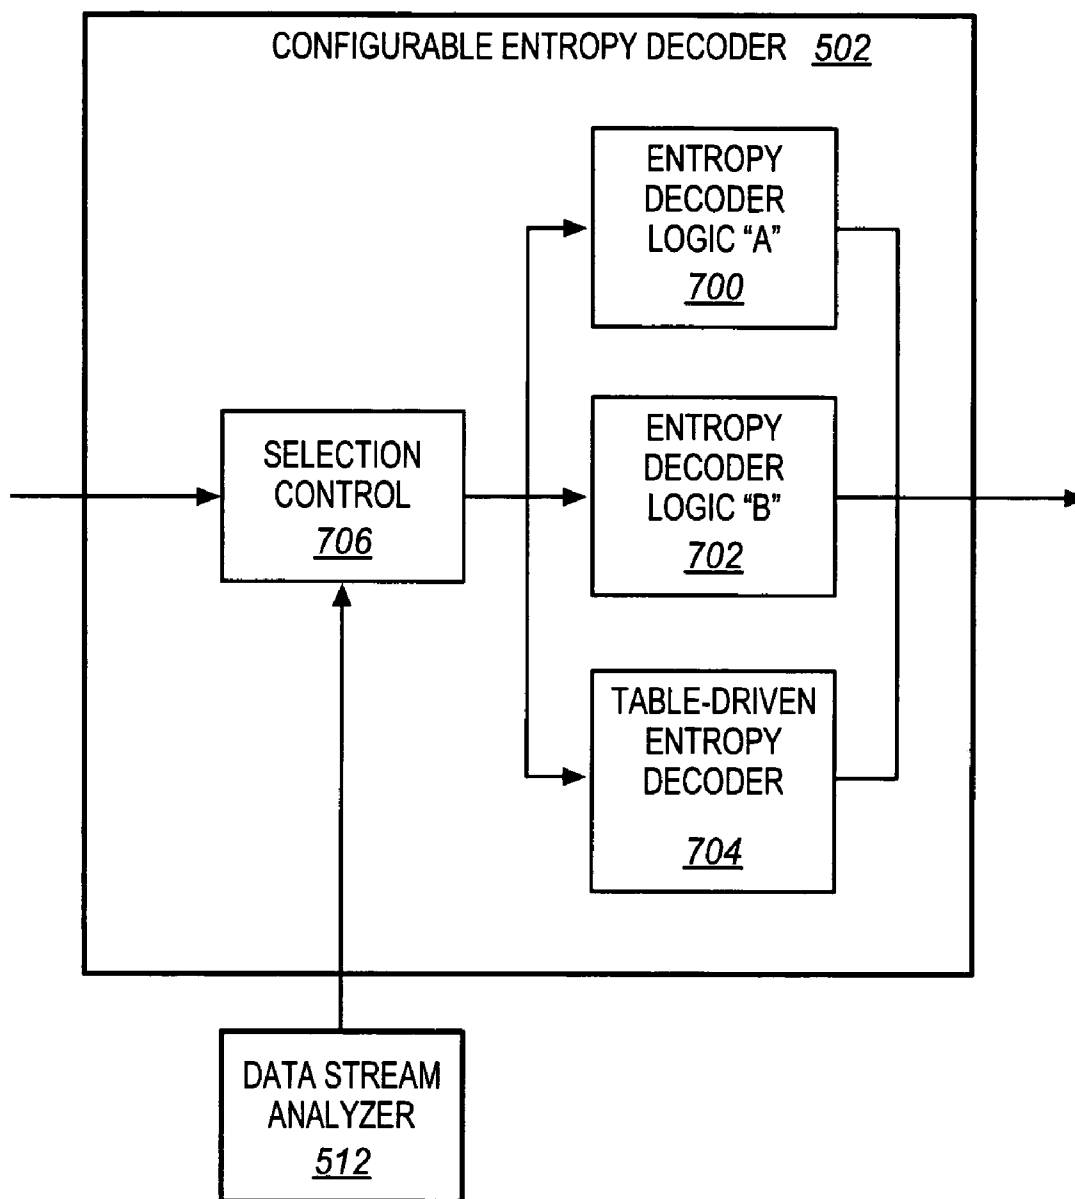 CONFIGURABLE ENTROPY DECODER 502
ENTROPY
DECODER
LOGIC “A”
700
SELECTION
CONTROL
706
ENTROPY
DECODER
LOGIC “B”
702
TABLE-DRIVEN
ENTROPY
DECODER
704
DATA STREAM
ANALYZER
512